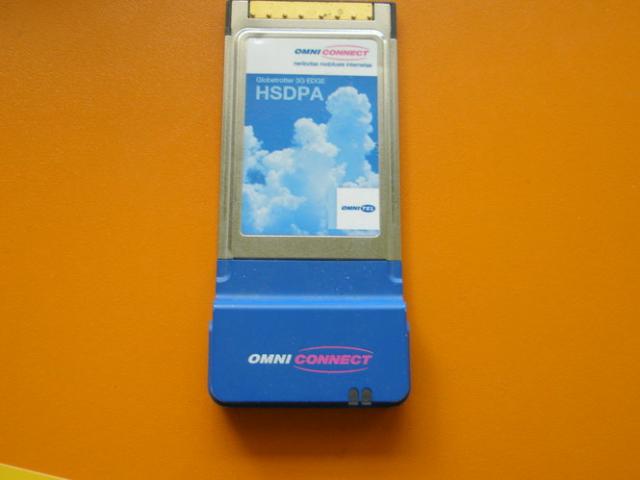 OMNI CONNECT
neribotas mobilusis internetas
Globetrotter 3G EDGE
HSDPA
OMNITEL
OMNI CONNECT